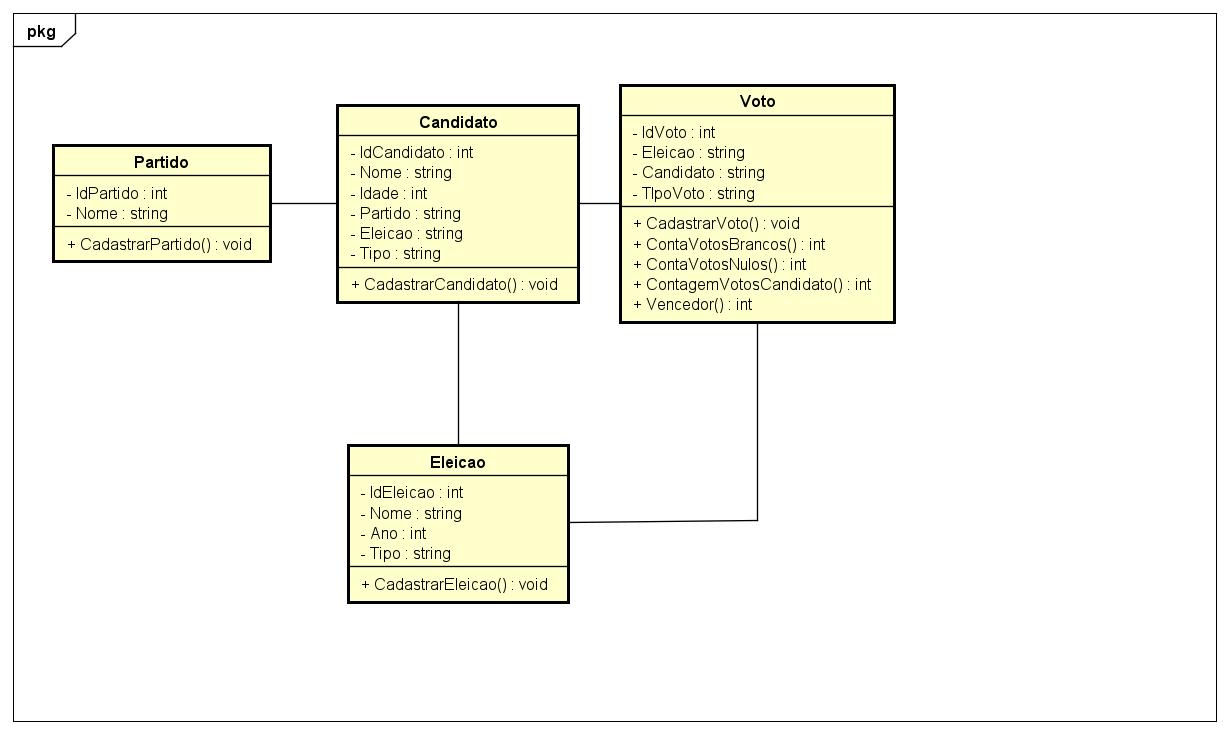 pkg
Partido
- IdPartido : int
- Nome : string
+ CadastrarPartido() : void
Candidato
- IdCandidato : int
- Nome : string
- Idade : int
- Partido : string
- Eleicao : string
- Tipo : string
+ CadastrarCandidato() : void
Voto
- IdVoto : int
- Eleicao : string
- Candidato : string
- TIpoVoto : string
+ CadastrarVoto() : void
+ ContaVotosBrancos() : int
+ ContaVotosNulos() : int
+ ContagemVotosCandidato() : int
+ Vencedor() : int
Eleicao
- IdEleicao : int
- Nome : string
- Ano : int
- Tipo : string
+ CadastrarEleicao() : void